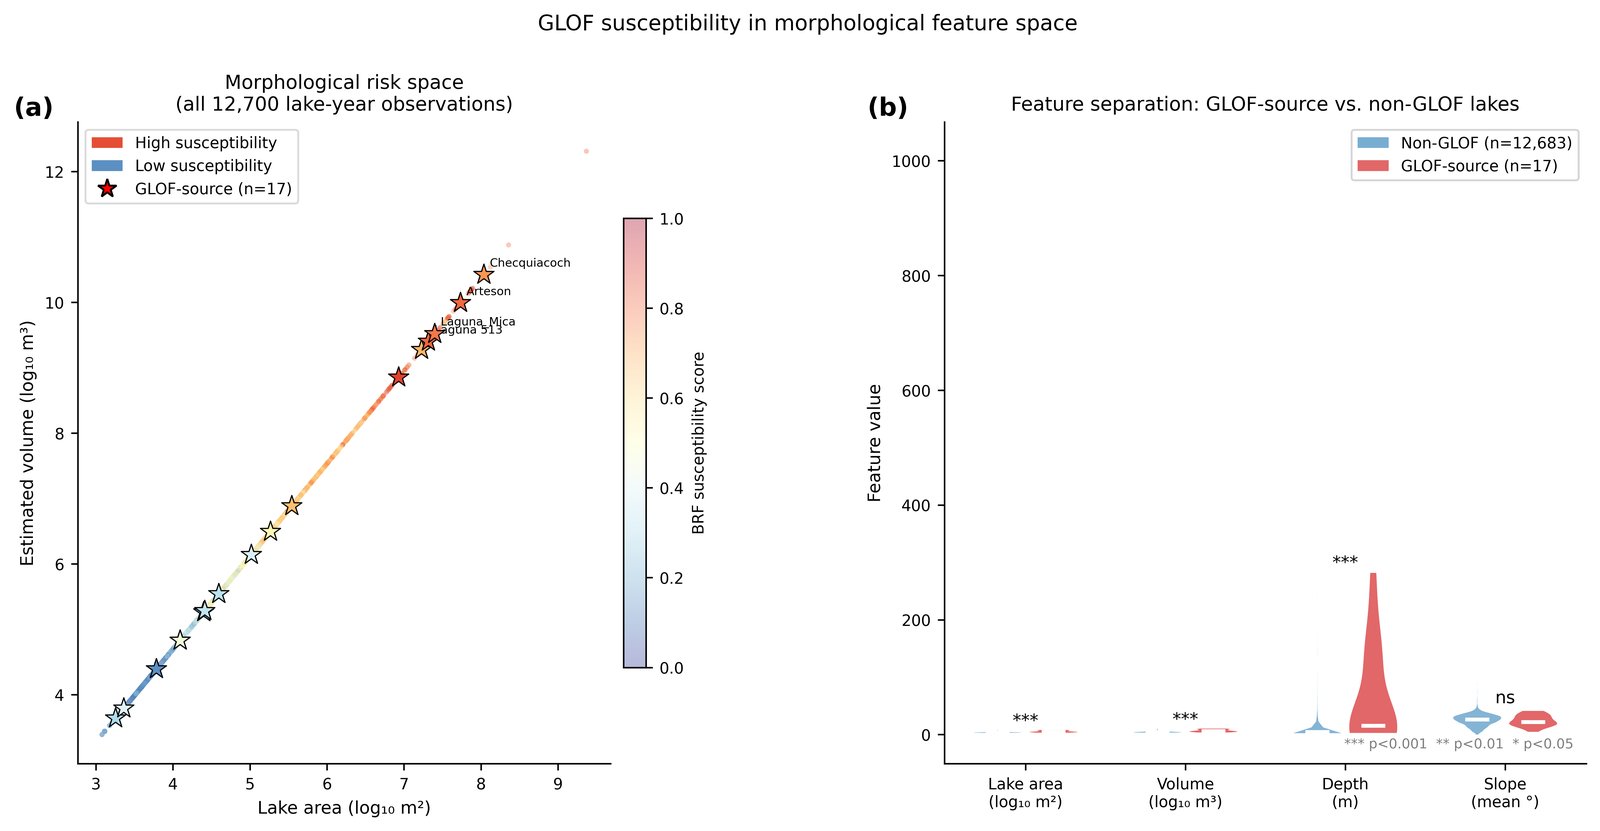 GLOF susceptibility in morphological feature space
(a)
Morphological risk space
(all 12,700 lake-year observations)
High susceptibility
Low susceptibility
GLOF-source (n=17)
Checquiacoch
Arteson
Laguna_Mica
aguna 513
12
10
8
6
4
Estimated volume (log₁₀ m³)
3 4 5 6 7 8 9
Lake area (log₁₀ m²)
1.0
0.8
0.6
0.4
0.2
0.0
BRF susceptibility score
(b)
Feature separation: GLOF-source vs. non-GLOF lakes
Non-GLOF (n=12,683)
GLOF-source (n=17)
1000
800
600
400
200
0
Feature value
***
***
***
ns
*** p<0.001 ** p<0.01 * p<0.05
Lake area
(log₁₀ m²)
Volume
(log₁₀ m³)
Depth
(m)
Slope
(mean °)